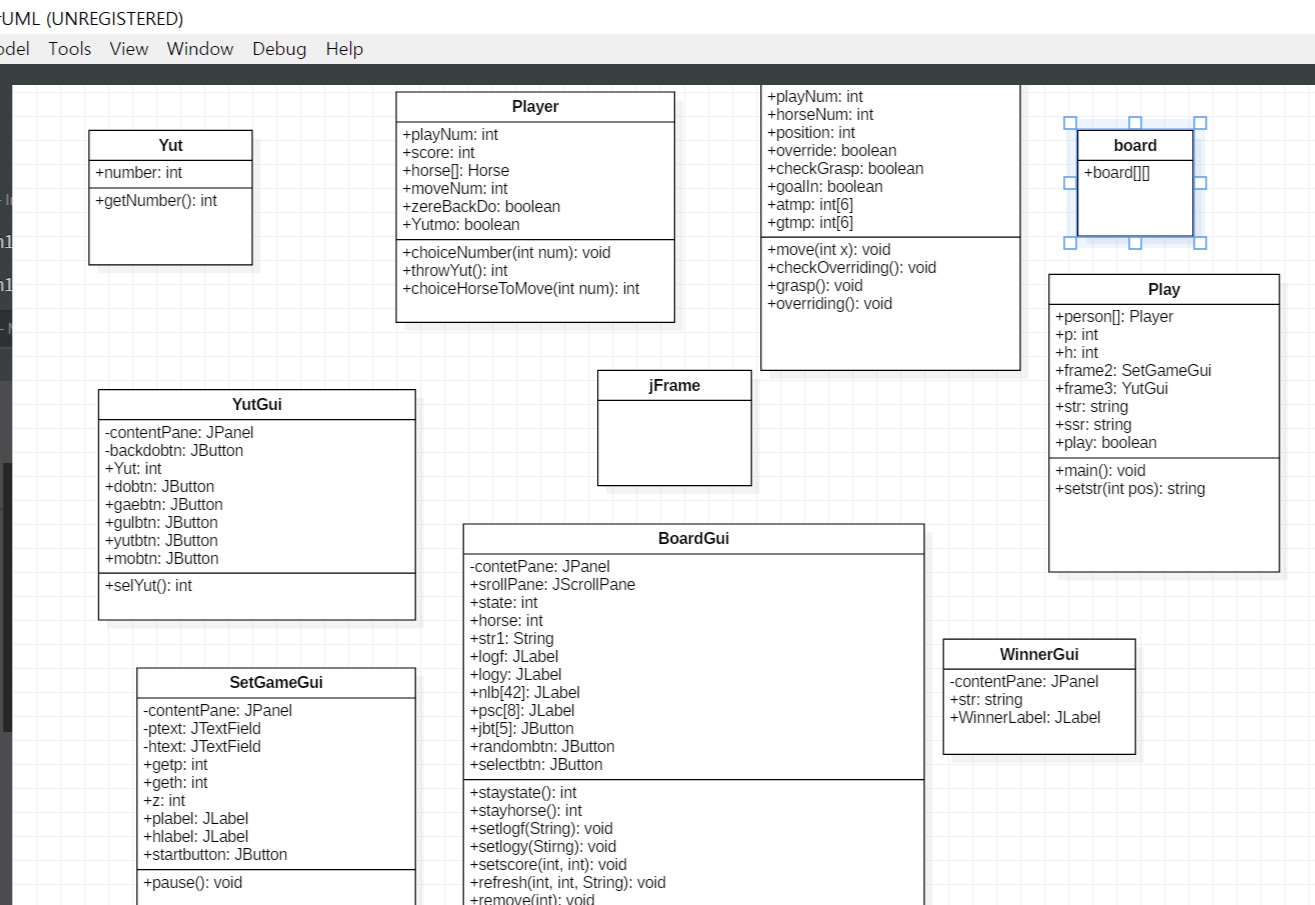 UML (UNREGISTERED)
odel Tools View Window Debug Help
Yut
+number: int
+getNumber(): int
Player
+playNum: int
+score: int
+horse[]: Horse
+moveNum: int
+zereBackDo: boolean
+Yutmo: boolean
+choiceNumber(int num): void
+throwYut(): int
+choiceHorseToMove(int num): int
+playNum: int
+horseNum: int
+position: int
+override: boolean
+checkGrasp: boolean
+goalIn: boolean
+atmp: int[6]
+gtmp: int[6]
+move(int x): void
+checkOverriding(): void
+grasp(): void
+overriding(): void
board
+board[][]
Play
+person[]: Player
+p: int
+h: int
+frame2: SetGameGui
+frame3: YutGui
+str: string
+ssr: string
+play: boolean
+main(): void
+setstr(int pos): string
YutGui
-contentPane: JPanel
-backdobtn: JButton
+Yut: int
+dobtn: JButton
+gaebtn: JButton
+gulbtn: JButton
+yutbtn: JButton
+mobtn: JButton
+selYut(): int
jFrame
BoardGui
-contetPane: JPanel
+srollPane: JScrollPane
+state: int
+horse: int
+str1: String
+logf: JLabel
+logy: JLabel
+nlb[42]: JLabel
+psc[8]: JLabel
+jbt[5]: JButton
+randombtn: JButton
+selectbtn: JButton
+staystate(): int
+stayhorse(): int
+setlogf(String): void
+setlogy(Stirng): void
+setscore(int, int): void
+refresh(int, int, String): void
+remove(int): void
WinnerGui
-contentPane: JPanel
+str: string
+WinnerLabel: JLabel
SetGameGui
-contentPane: JPanel
-ptext: JTextField
-htext: JTextField
+getp: int
+geth: int
+z: int
+plabel: JLabel
+hlabel: JLabel
+startbutton: JButton
+pause(): void